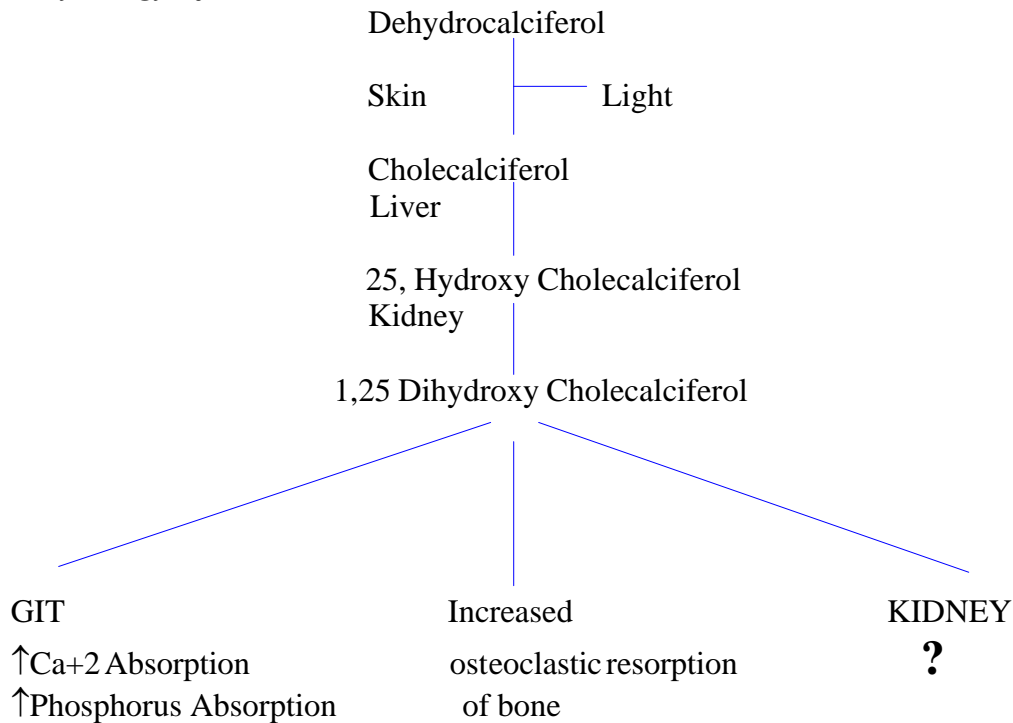 Dehydrocalciferol
Skin Light
Cholecalciferol
Liver
25, Hydroxy Cholecalciferol
Kidney
1,25 Dihydroxy Cholecalciferol
GIT Increased KIDNEY
↑Ca+2 Absorption osteoclastic resorption ?
↑Phosphorus Absorption of bone